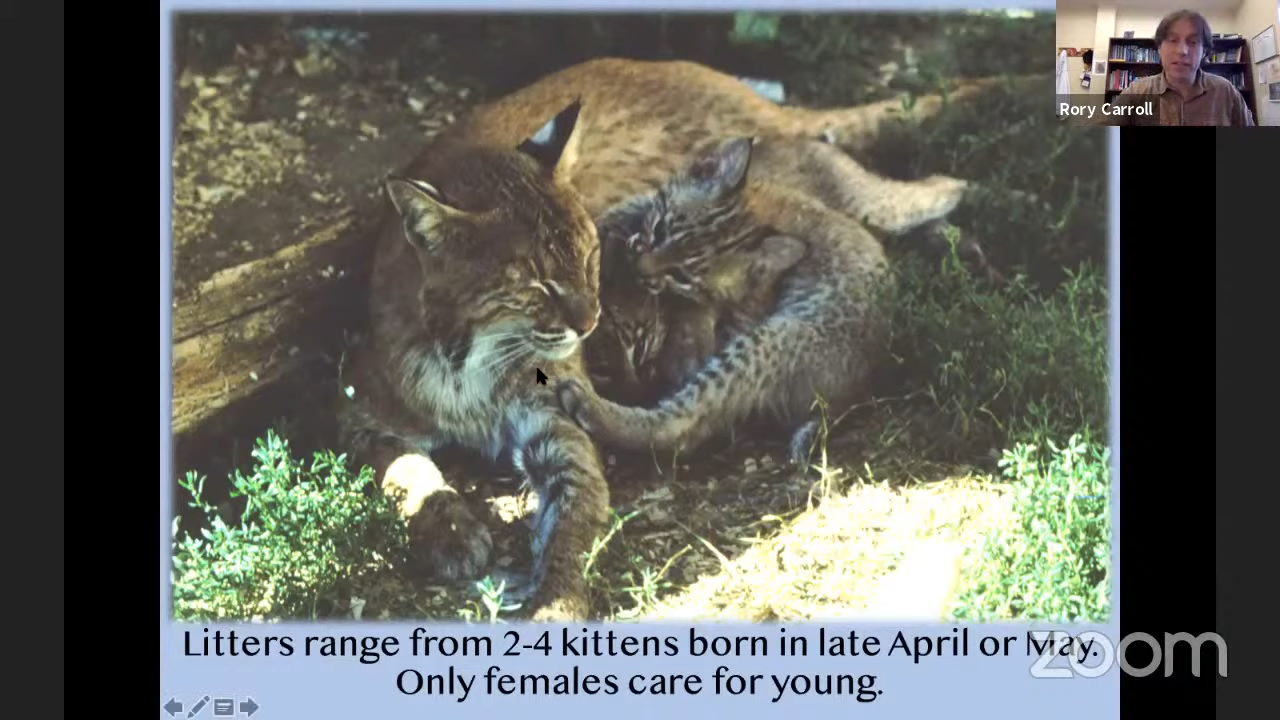 Rory Carroll
Litters range from 2-4 kittens born in late April or May.
Only females care for young.
zoom